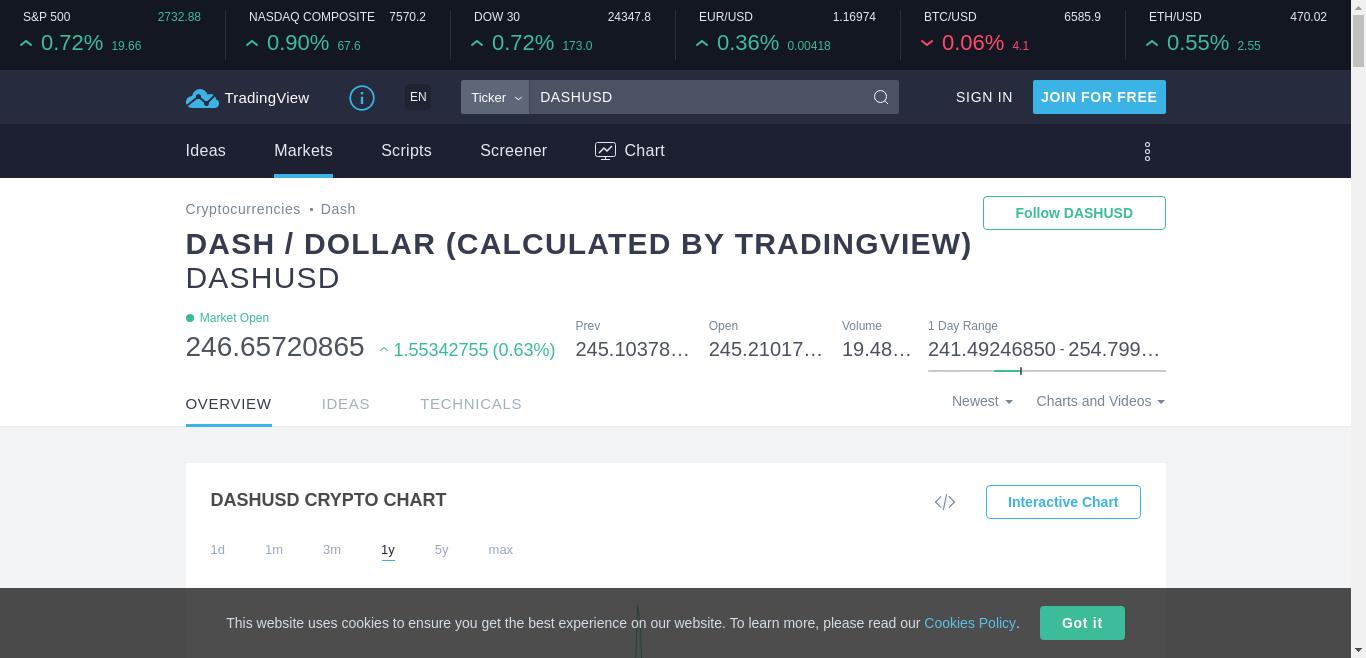 S&P 500 2732.88 NASDAQ COMPOSITE 7570.2 DOW 30 24347.8 EUR/USD 1.16974 BTC/USD 6585.9 ETH/USD 470.02
0.72% 19.66 0.90% 67.6 0.72% 173.0 0.36% 0.00418 0.06% 4.1 0.55% 2.55
TradingView EN Ticker DASHUSD SIGN IN JOIN FOR FREE
Ideas Markets Scripts Screener Chart
Cryptocurrencies • Dash
Follow DASHUSD
DASH / DOLLAR (CALCULATED BY TRADINGVIEW)
DASHUSD
Market Open
246.65720865 1.55342755 (0.63%)
Prev Open Volume 1 Day Range
245.10378… 245.21017… 19.48… 241.49246850 - 254.799…
OVERVIEW IDEAS TECHNICALS Newest Charts and Videos
DASHUSD CRYPTO CHART </> Interactive Chart
1d 1m 3m 1y 5y max
This website uses cookies to ensure you get the best experience on our website. To learn more, please read our Cookies Policy. Got it